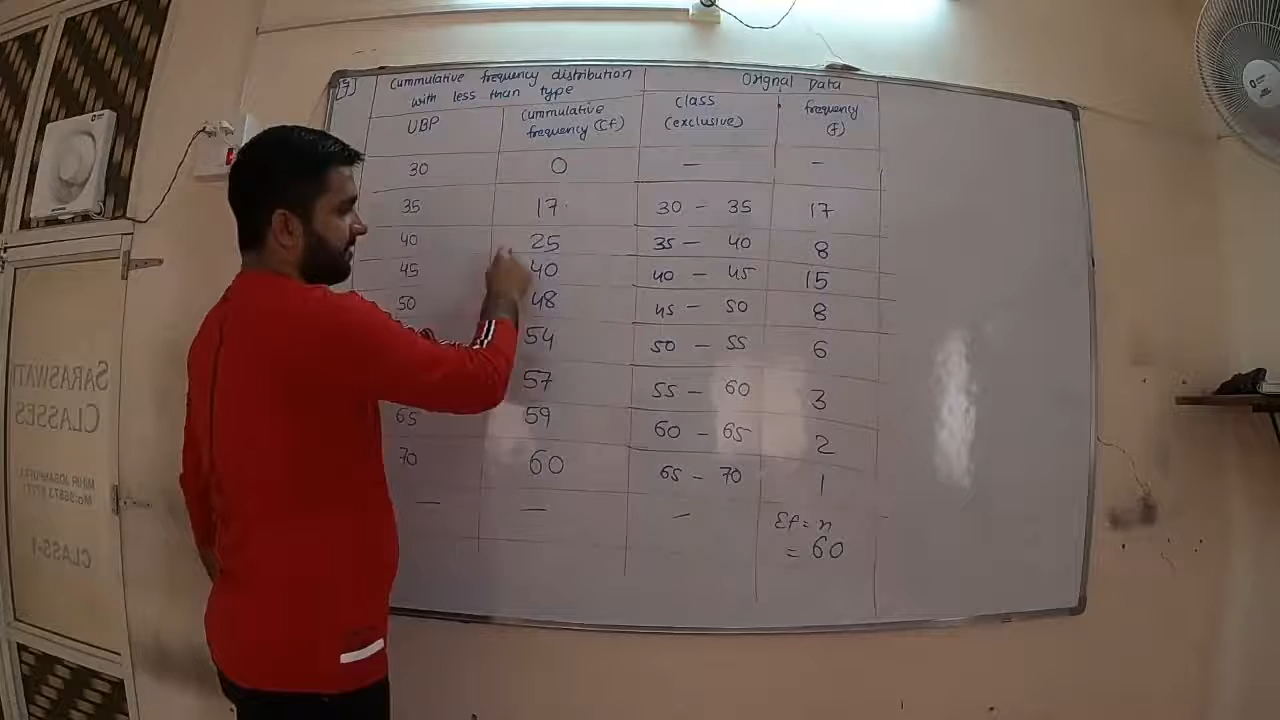 [9] Cummulative frequency distribution with less than type Orignal Data
UBP Cummulative frequency (Cf) Class (exclusive) frequency (f)
30 0 — —
35 17 30 - 35 17
40 25 35 - 40 8
45 40 40 - 45 15
50 48 45 - 50 8
54 50 - 55 6
57 55 - 60 3
65 59 60 - 65 2
70 60 65 - 70 1
— — — Σf = n
= 60
SARASWATI
CLASSES
CLASS-1